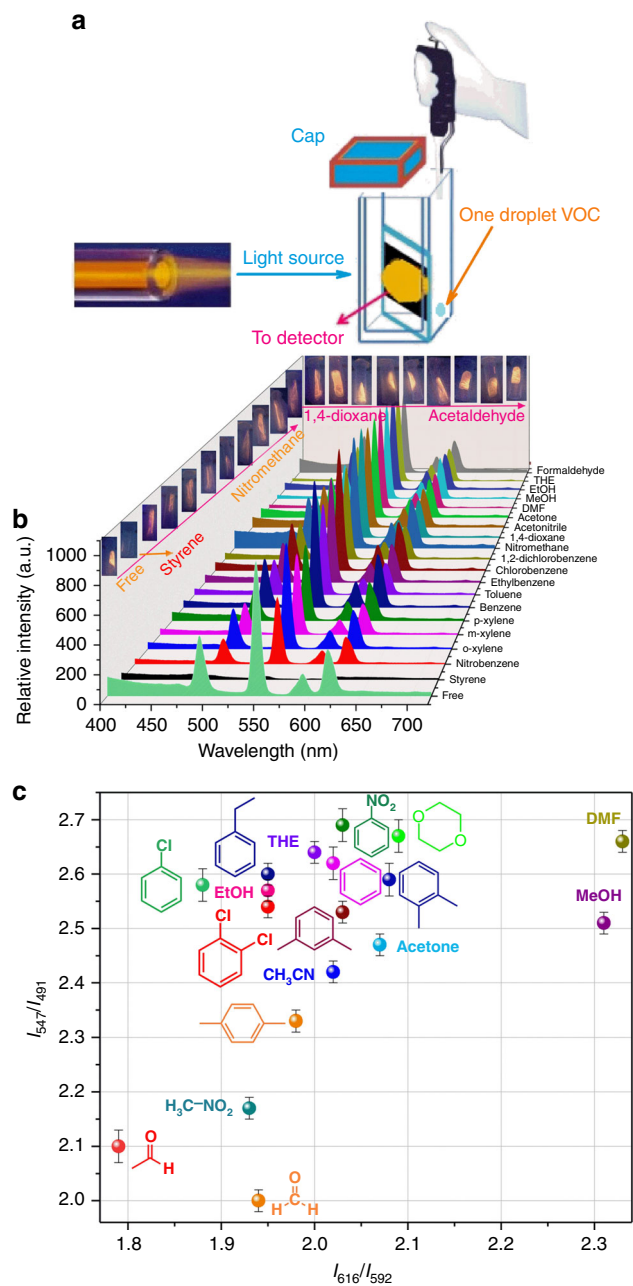 a
Cap
One droplet VOC
Light source
To detector
1,4-dioxane
Acetaldehyde
Nitromethane
Free
Styrene
b
Relative intensity (a.u.)
1000
800
600
400
200
0
400
450
500
550
600
650
700
Wavelength (nm)
Formaldehyde
THE
EtOH
MeOH
DMF
Acetone
Acetonitrile
1,4-dioxane
Nitromethane
1,2-dichlorobenzene
Chlorobenzene
Ethylbenzene
Toluene
Benzene
p-xylene
m-xylene
o-xylene
Nitrobenzene
Styrene
Free
c
I547/I491
2.7
2.6
2.5
2.4
2.3
2.2
2.1
2.0
Cl
THE
NO2
DMF
EtOH
MeOH
Cl
Cl
Acetone
CH3CN
H3C–NO2
O
H
O
H
H
1.8
1.9
2.0
2.1
2.2
2.3
I616/I592